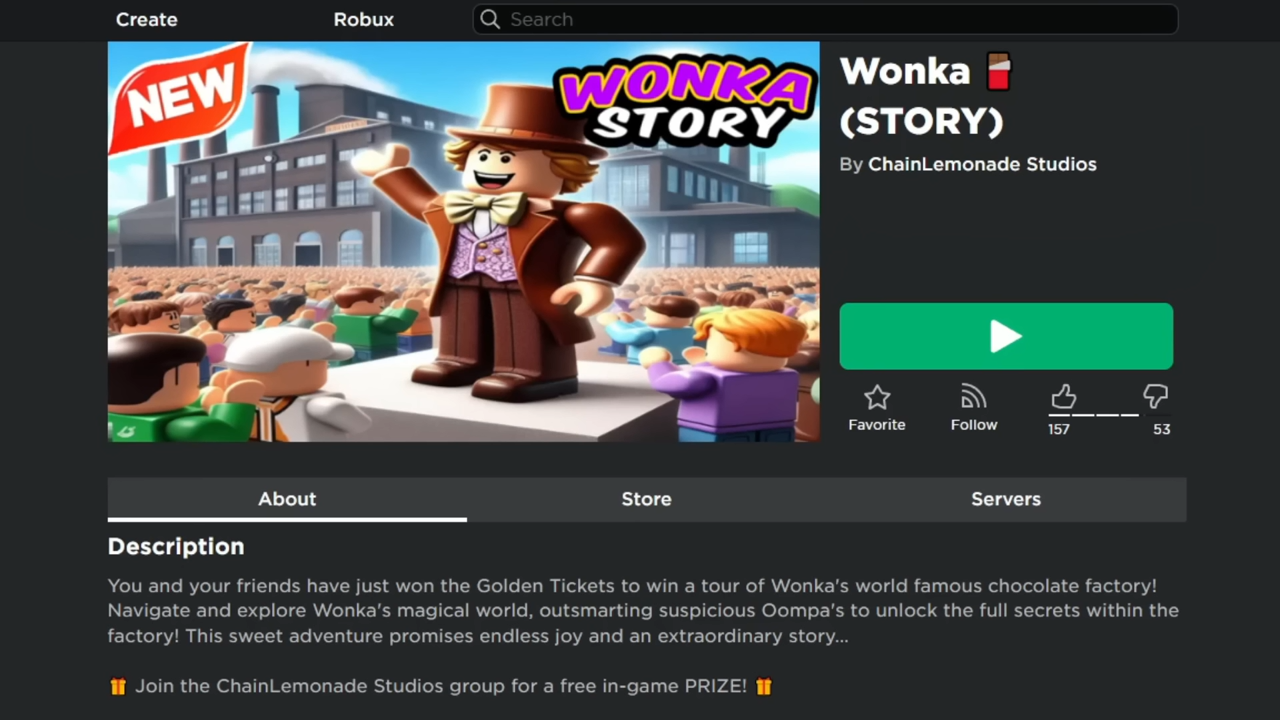 Create
Robux
Search
NEW
WONKA
STORY
Wonka 🍫
(STORY)
By ChainLemonade Studios
Favorite
Follow
157
53
About
Store
Servers
Description
You and your friends have just won the Golden Tickets to win a tour of Wonka's world famous chocolate factory!
Navigate and explore Wonka's magical world, outsmarting suspicious Oompa's to unlock the full secrets within the
factory! This sweet adventure promises endless joy and an extraordinary story...
🎁 Join the ChainLemonade Studios group for a free in-game PRIZE! 🎁